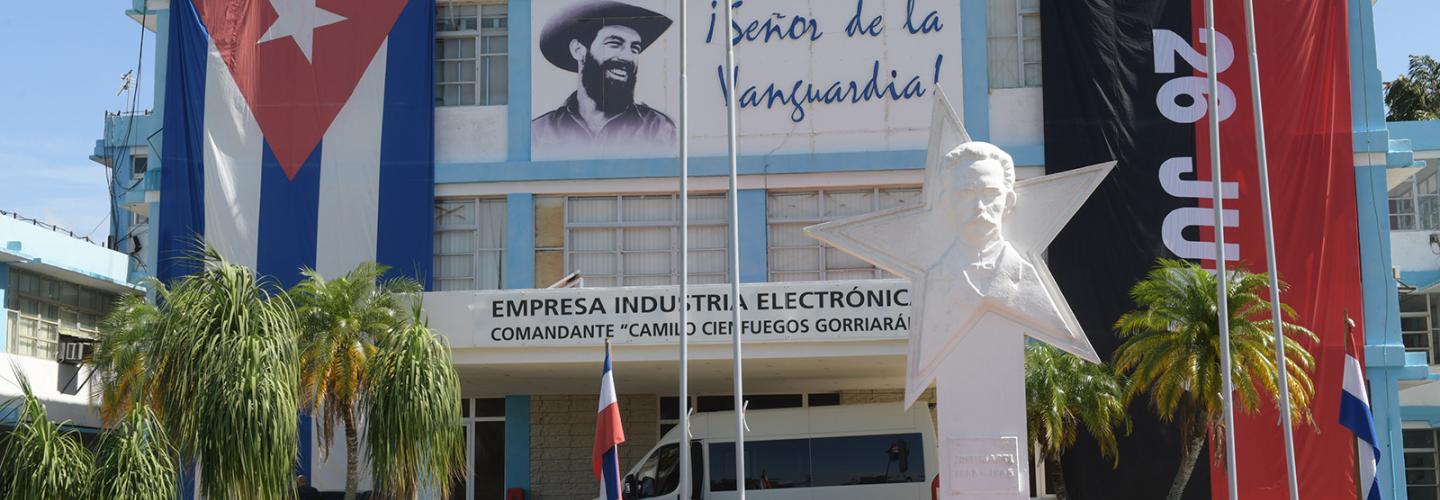 ¡Señor de la
Vanguardia!
26 JU
EMPRESA INDUSTRIA ELECTRÓNICA
COMANDANTE "CAMILO CIENFUEGOS GORRIARÁN